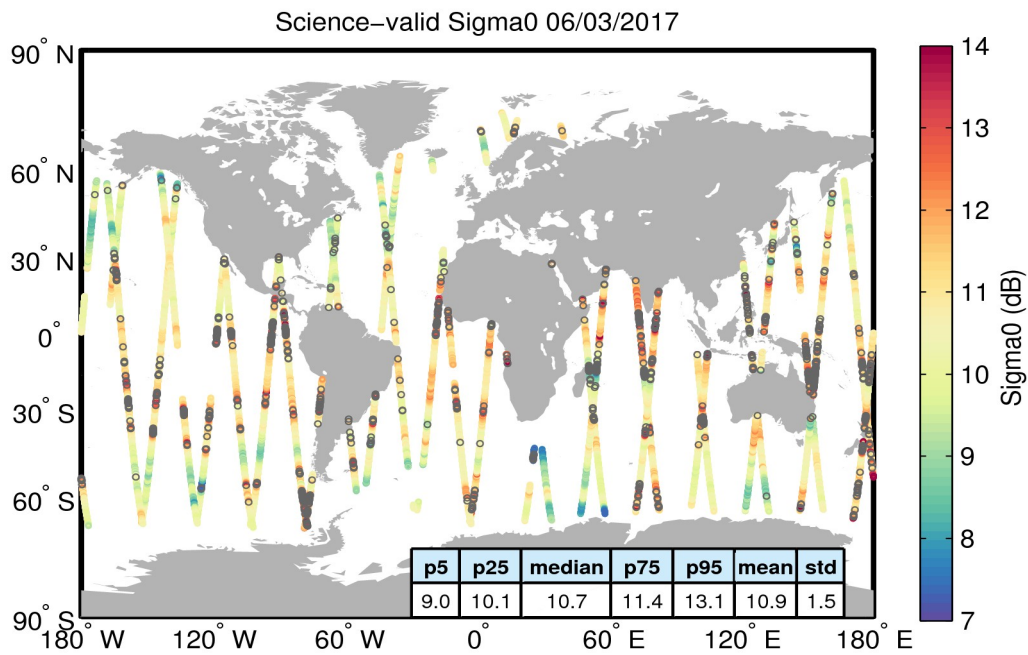 Science−valid Sigma0 06/03/2017
90° N
60° N
30° N
0°
30° S
60° S
90° S
180° W
120° W
60° W
0°
60° E
120° E
180° E
14
13
12
11
10
9
8
7
Sigma0 (dB)
p5 p25 median p75 p95 mean std
9.0 10.1 10.7 11.4 13.1 10.9 1.5